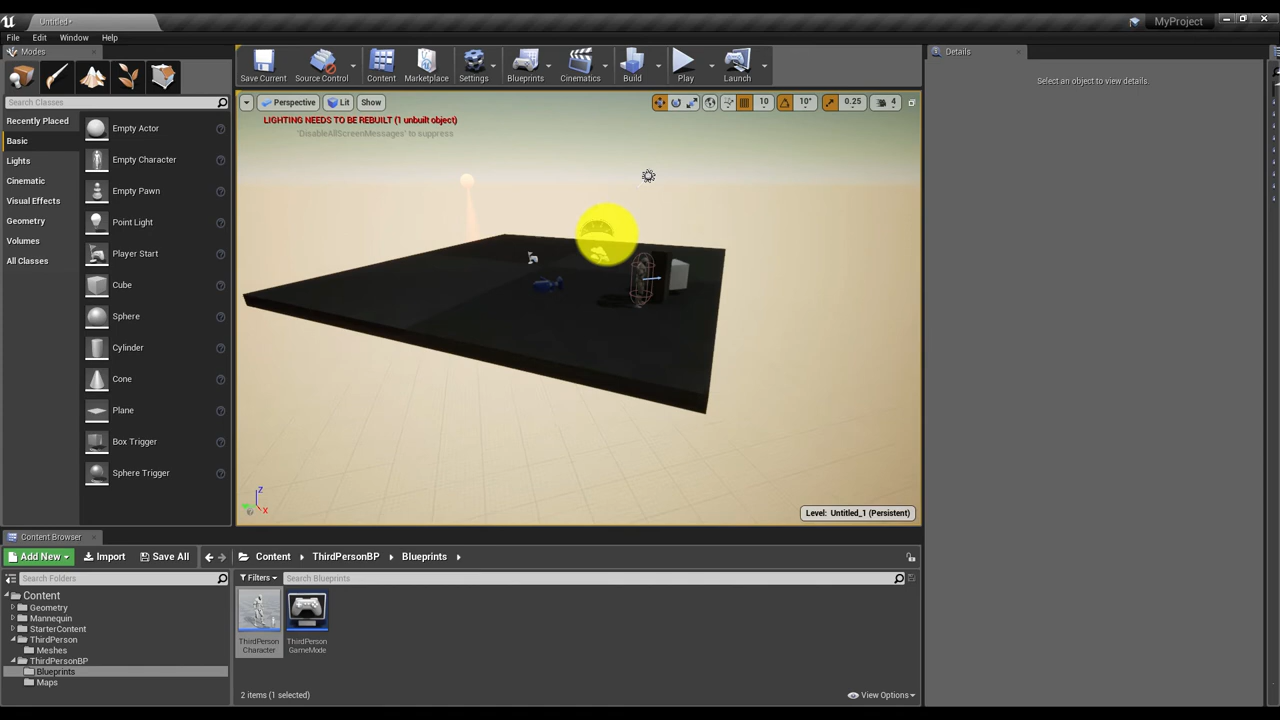 Untitled*
MyProject
File Edit Window Help
Modes
Search Classes
Recently Placed
Basic
Lights
Cinematic
Visual Effects
Geometry
Volumes
All Classes
Empty Actor
Empty Character
Empty Pawn
Point Light
Player Start
Cube
Sphere
Cylinder
Cone
Plane
Box Trigger
Sphere Trigger
Save Current Source Control Content Marketplace Settings Blueprints Cinematics Build Play Launch
Perspective Lit Show 10 10° 0.25 4
LIGHTING NEEDS TO BE REBUILT (1 unbuilt object)
'DisableAllScreenMessages' to suppress
Z
X
Level: Untitled_1 (Persistent)
Details
Select an object to view details.
Content Browser
Add New Import Save All Content ThirdPersonBP Blueprints
Search Folders
Filters Search Blueprints
Content
Geometry
Mannequin
StarterContent
ThirdPerson
Meshes
ThirdPersonBP
Blueprints
Maps
ThirdPerson
Character
ThirdPerson
GameMode
2 items (1 selected)
View Options